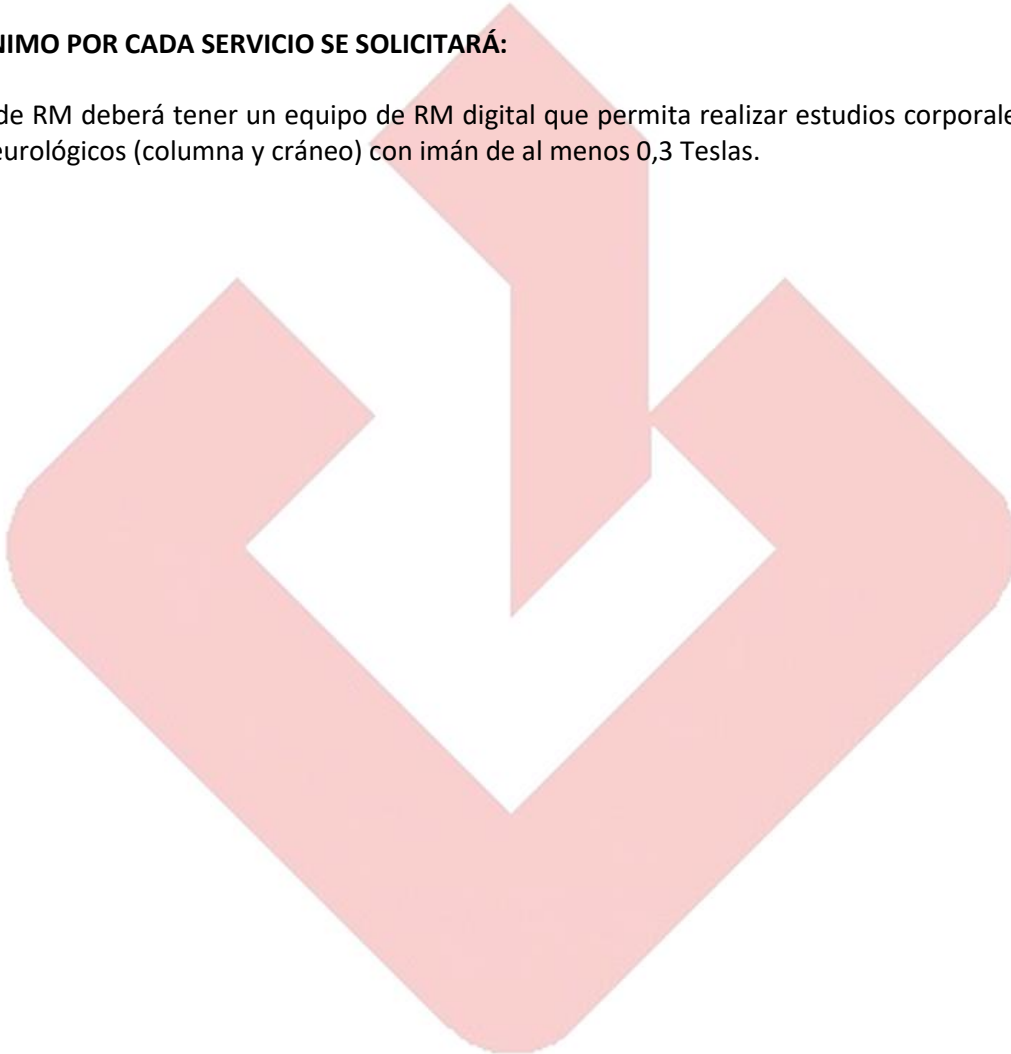 NIMO POR CADA SERVICIO SE SOLICITARÁ:
de RM deberá tener un equipo de RM digital que permita realizar estudios corporale
eurológicos (columna y cráneo) con imán de al menos 0,3 Teslas.